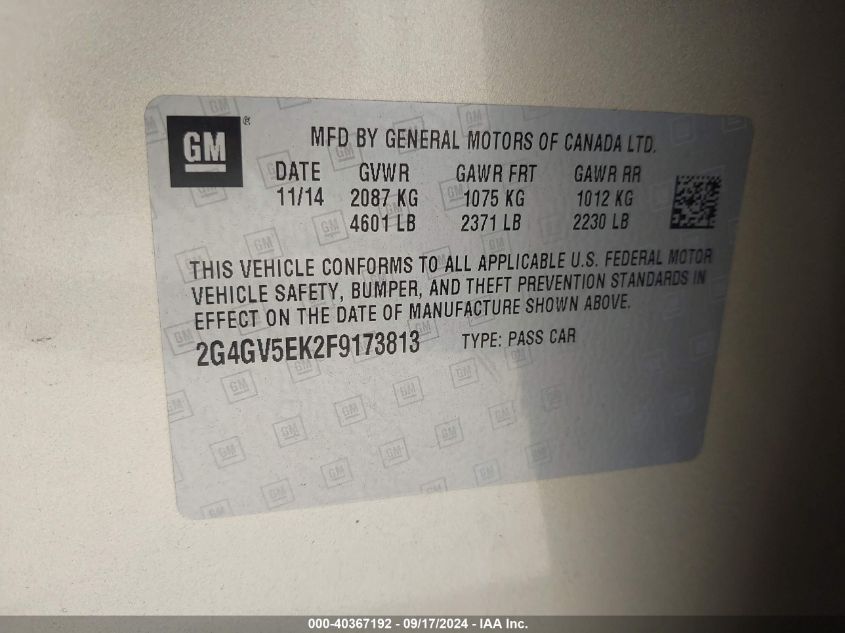 GM ®
MFD BY GENERAL MOTORS OF CANADA LTD.
DATE GVWR GAWR FRT GAWR RR
11/14 2087 KG 1075 KG 1012 KG
4601 LB 2371 LB 2230 LB
THIS VEHICLE CONFORMS TO ALL APPLICABLE U.S. FEDERAL MOTOR
VEHICLE SAFETY, BUMPER, AND THEFT PREVENTION STANDARDS IN
EFFECT ON THE DATE OF MANUFACTURE SHOWN ABOVE.
2G4GV5EK2F9173813 TYPE: PASS CAR
000-40367192 - 09/17/2024 - IAA Inc.